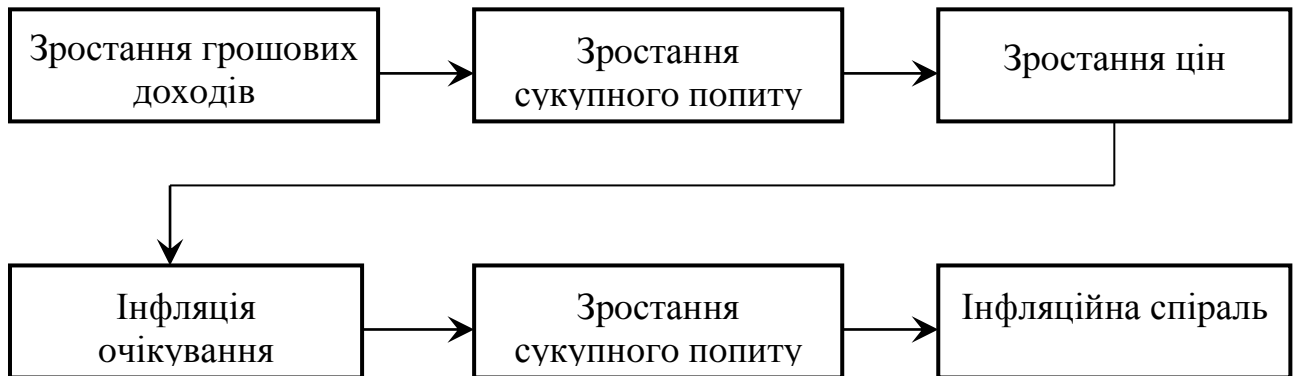 Зростання грошових
доходів
Зростання
сукупного попиту
Зростання цін
Інфляція
очікування
Зростання
сукупного попиту
Інфляційна спіраль